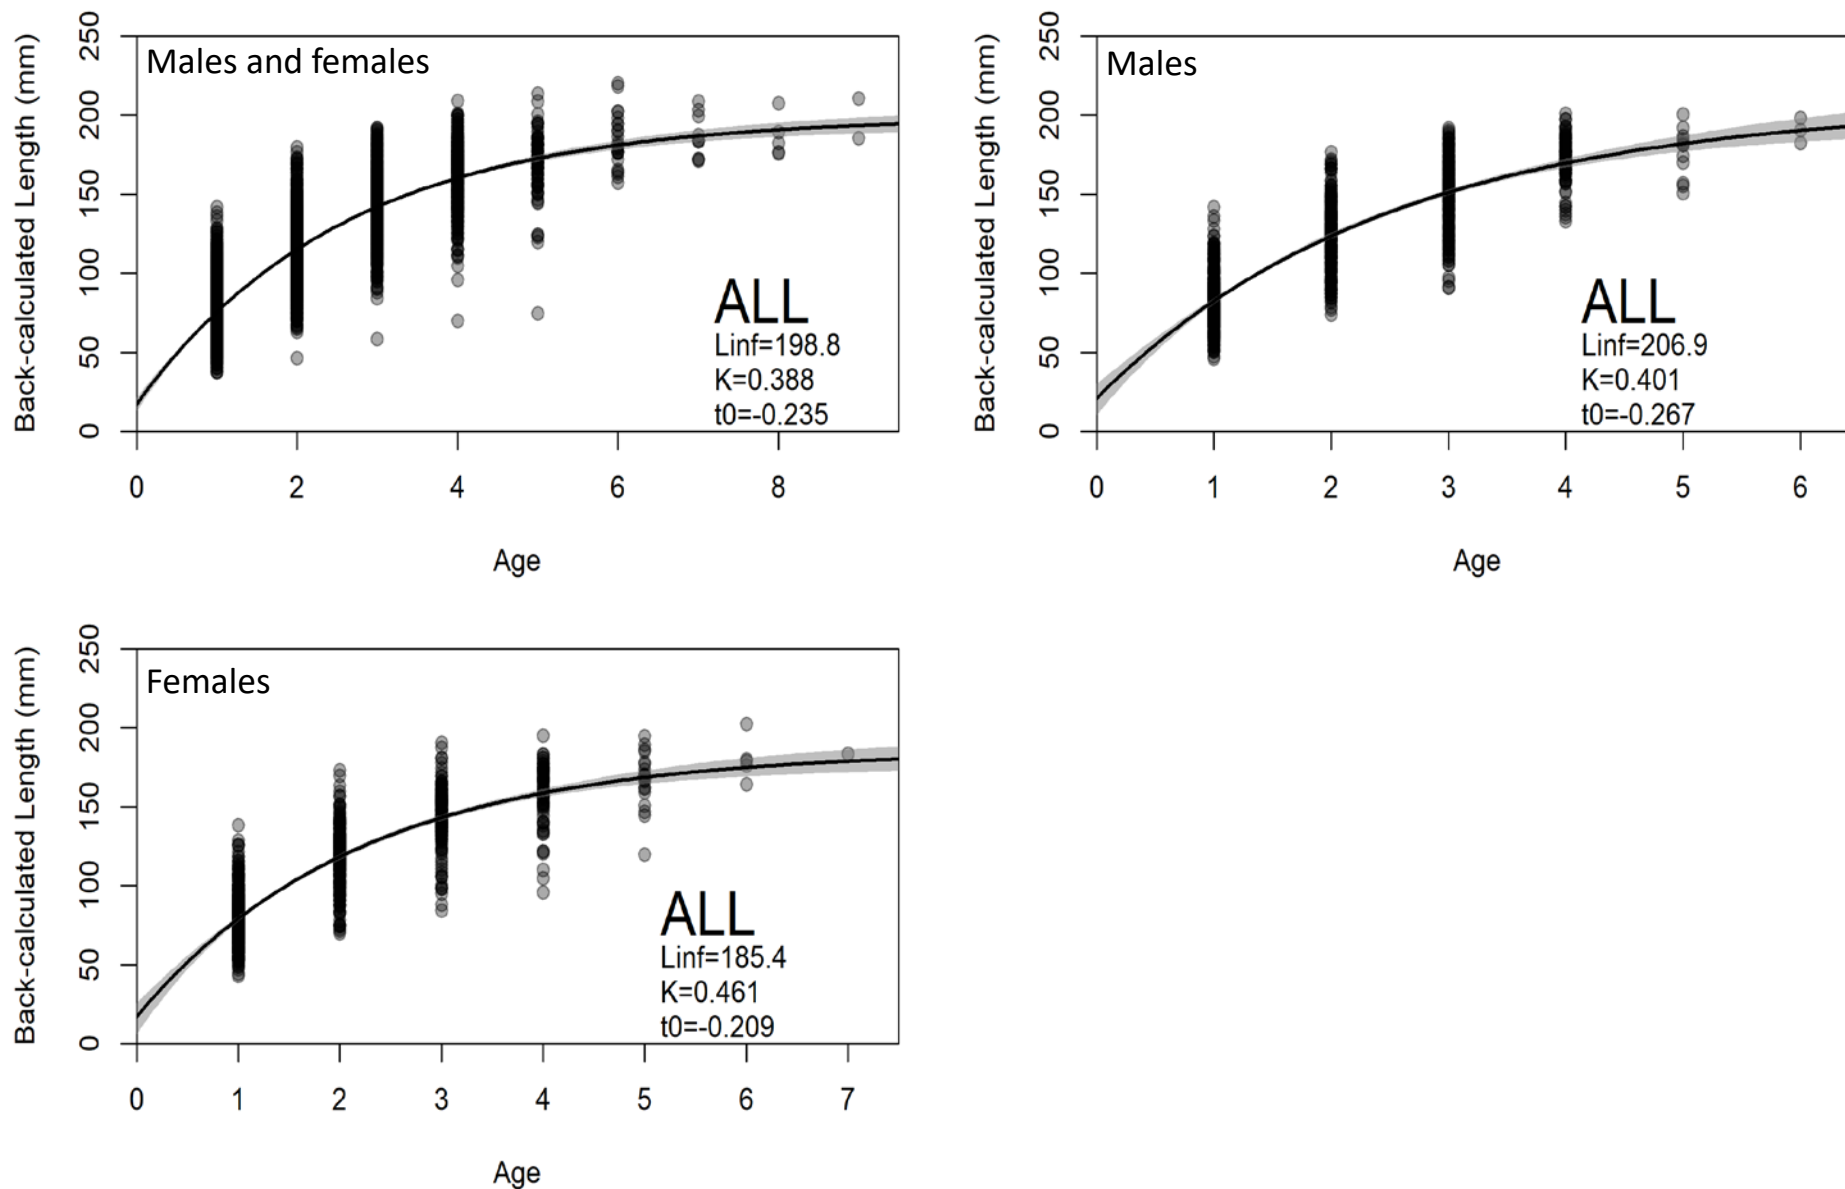 Males and females
Back-calculated Length (mm)
250
200
150
100
50
0
ALL
Linf=198.8
K=0.388
t0=-0.235
0 2 4 6 8
Age
Males
Back-calculated Length (mm)
250
200
150
100
50
0
ALL
Linf=206.9
K=0.401
t0=-0.267
0 1 2 3 4 5 6
Age
Females
Back-calculated Length (mm)
250
200
150
100
50
0
ALL
Linf=185.4
K=0.461
t0=-0.209
0 1 2 3 4 5 6 7
Age